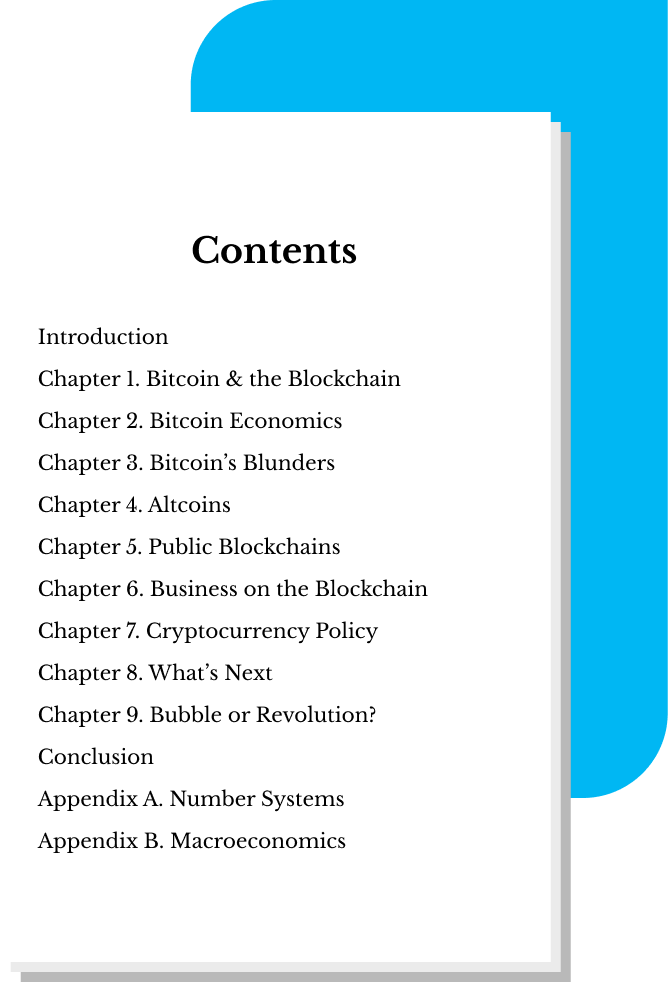 Contents
Introduction
Chapter 1. Bitcoin & the Blockchain
Chapter 2. Bitcoin Economics
Chapter 3. Bitcoin’s Blunders
Chapter 4. Altcoins
Chapter 5. Public Blockchains
Chapter 6. Business on the Blockchain
Chapter 7. Cryptocurrency Policy
Chapter 8. What’s Next
Chapter 9. Bubble or Revolution?
Conclusion
Appendix A. Number Systems
Appendix B. Macroeconomics